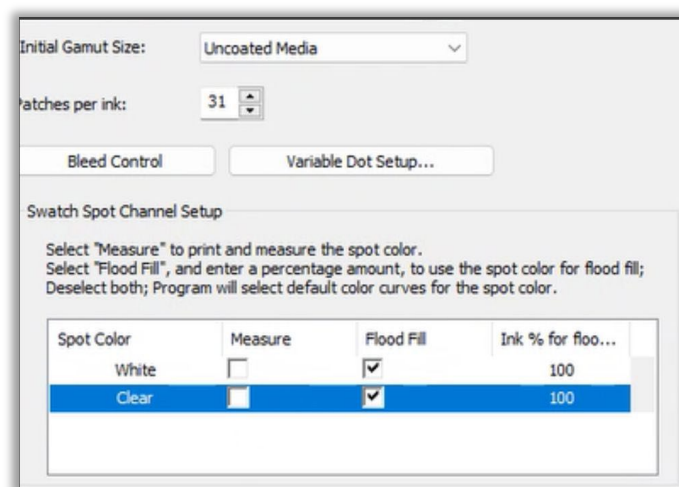 Initial Gamut Size: Uncoated Media
Patches per ink: 31
Bleed Control Variable Dot Setup...
Swatch Spot Channel Setup
Select "Measure" to print and measure the spot color.
Select "Flood Fill", and enter a percentage amount, to use the spot color for flood fill;
Deselect both; Program will select default color curves for the spot color.
Spot Color Measure Flood Fill Ink % for floo...
White 100
Clear 100